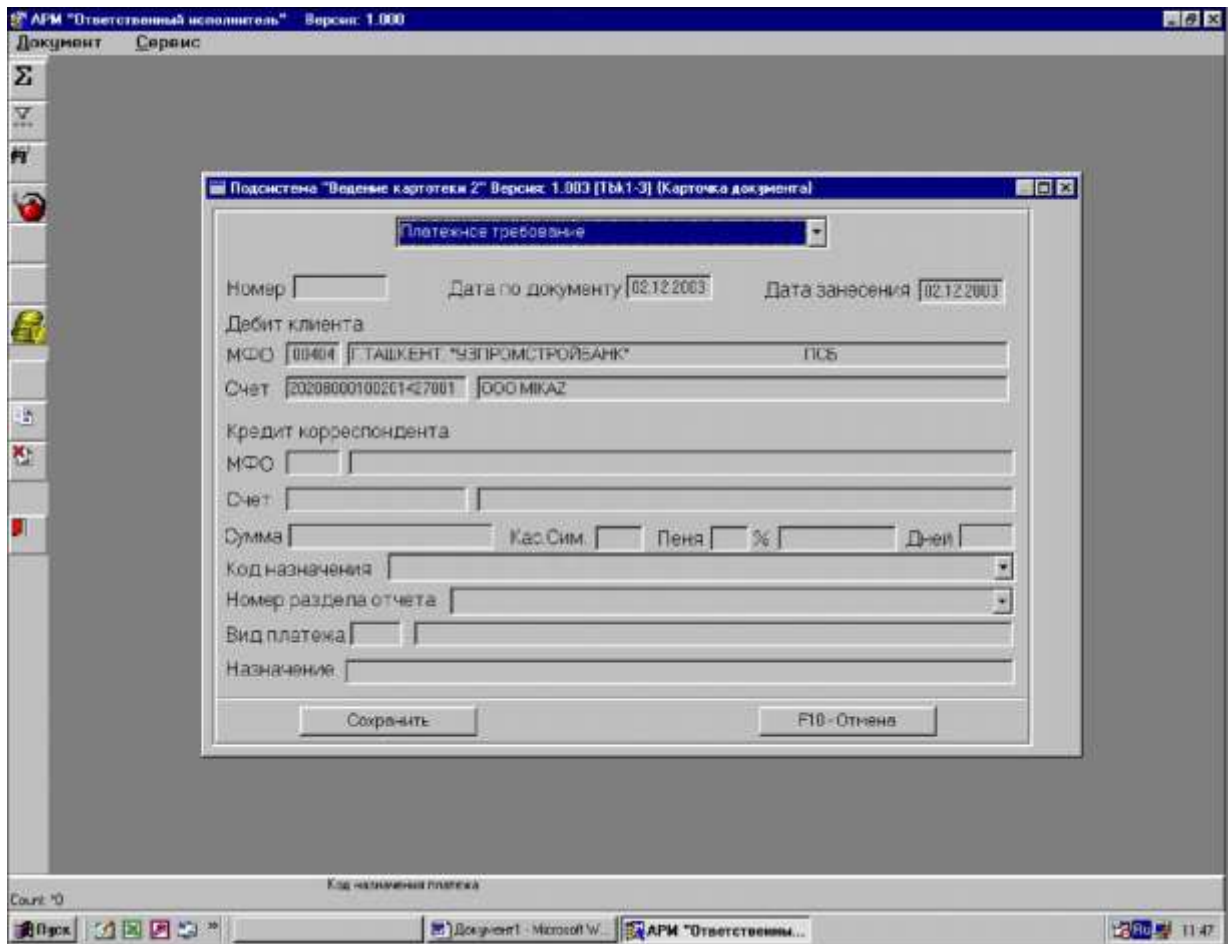 АРМ "Ответственный исполнитель" Версия: 1.000
Документ Сервис
Σ
Подсистема "Ведение картотеки 2" Версия: 1.003 [Tbk1-3] (Карточка документа)
Платежное требование
Номер Дата по документу 02.12.2003 Дата занесения 02.12.2003
Дебит клиента
МФО 00404 Г.ТАШКЕНТ. "УЗПРОМСТРОЙБАНК" ПСБ
Счет ООО MIKAZ
Кредит корреспондента
МФО
Счет
Сумма Кас.Сим. Пеня % Дней
Код назначения
Номер раздела отчета
Вид платежа
Назначение
Сохранить F10 - Отмена
Код назначения платежа
Count: *0
Пуск » Документ1 - Microsoft W... АРМ "Ответственны... Ru 11:47